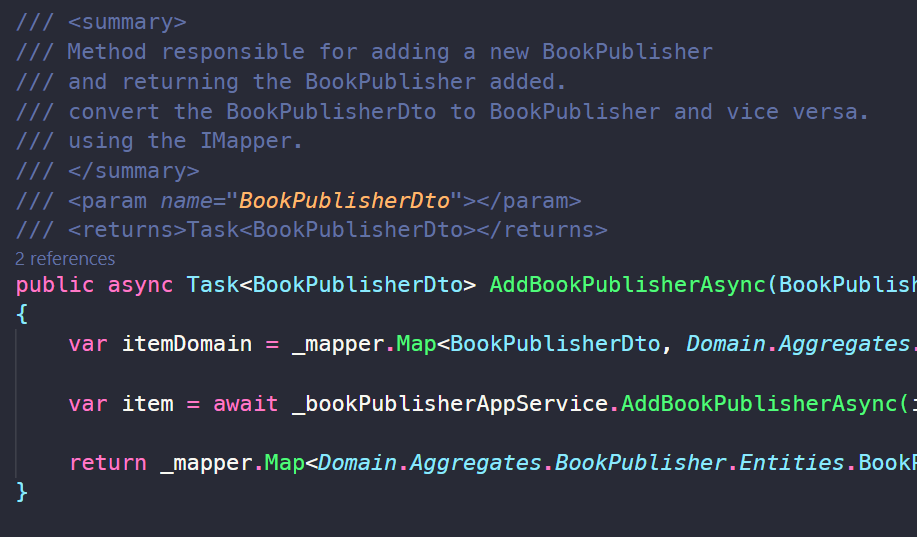 /// <summary>
/// Method responsible for adding a new BookPublisher
/// and returning the BookPublisher added.
/// convert the BookPublisherDto to BookPublisher and vice versa.
/// using the IMapper.
/// </summary>
/// <param name="BookPublisherDto"></param>
/// <returns>Task<BookPublisherDto></returns>
2 references
public async Task<BookPublisherDto> AddBookPublisherAsync(BookPublish
{
var itemDomain = _mapper.Map<BookPublisherDto, Domain.Aggregates.
var item = await _bookPublisherAppService.AddBookPublisherAsync(i
return _mapper.Map<Domain.Aggregates.BookPublisher.Entities.BookP
}